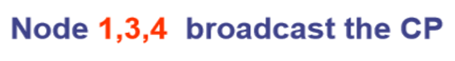 Node 1,3,4 broadcast the CP